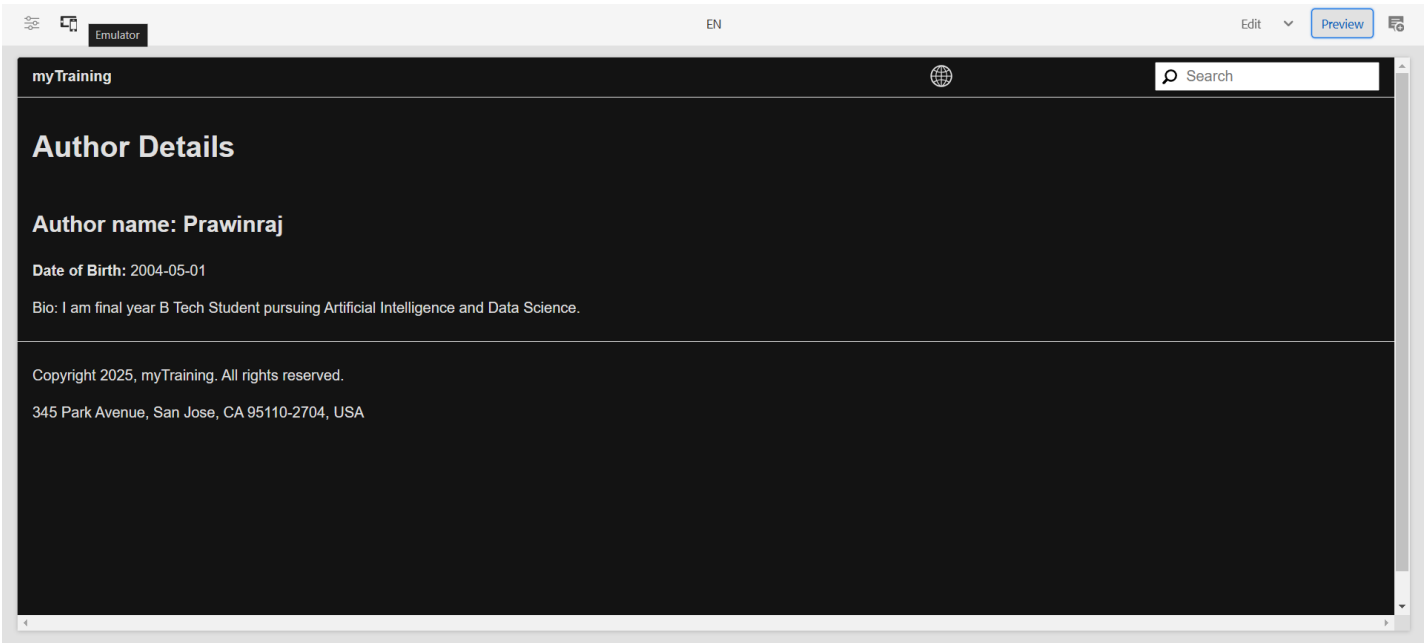 EN
Edit
Preview
Emulator
myTraining
Search
Author Details
Author name: Prawinraj
Date of Birth: 2004-05-01
Bio: I am final year B Tech Student pursuing Artificial Intelligence and Data Science.
Copyright 2025, myTraining. All rights reserved.
345 Park Avenue, San Jose, CA 95110-2704, USA